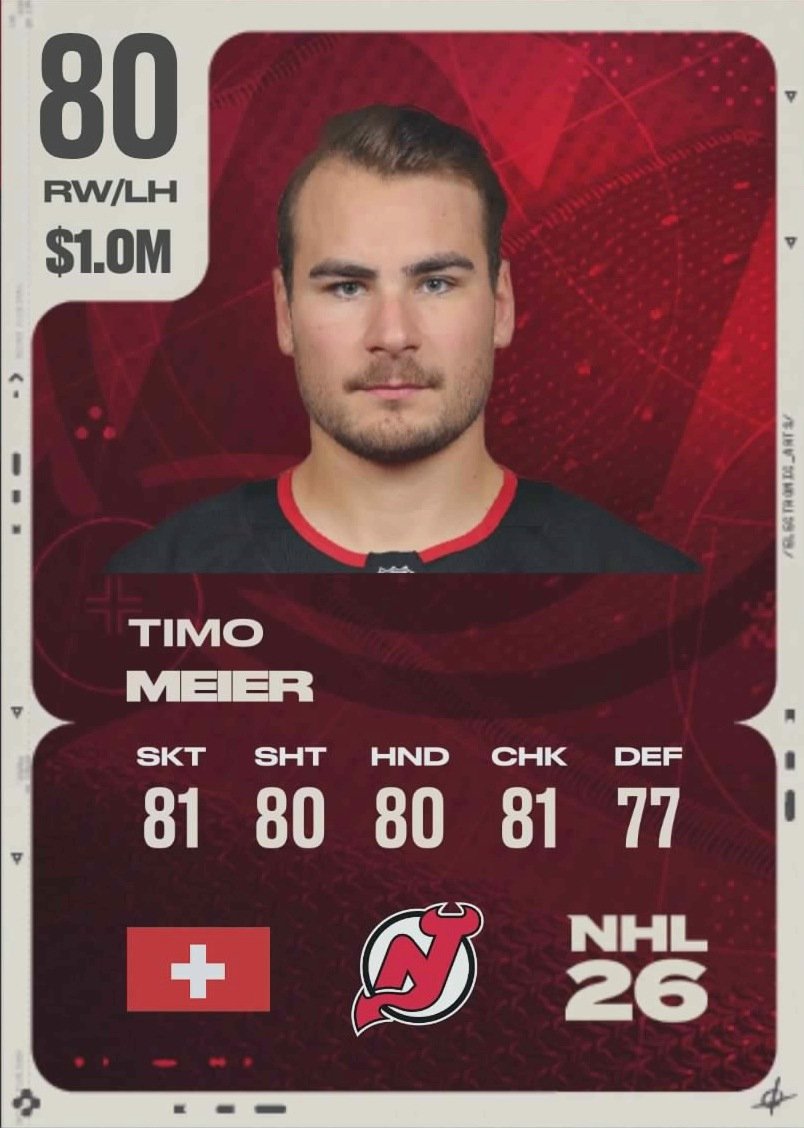 80
RW/LH
$1.0M
TIMO
MEIER
SKT SHT HND CHK DEF
81 80 80 81 77
NHL
26
/ELECTRONIC_ARTS/